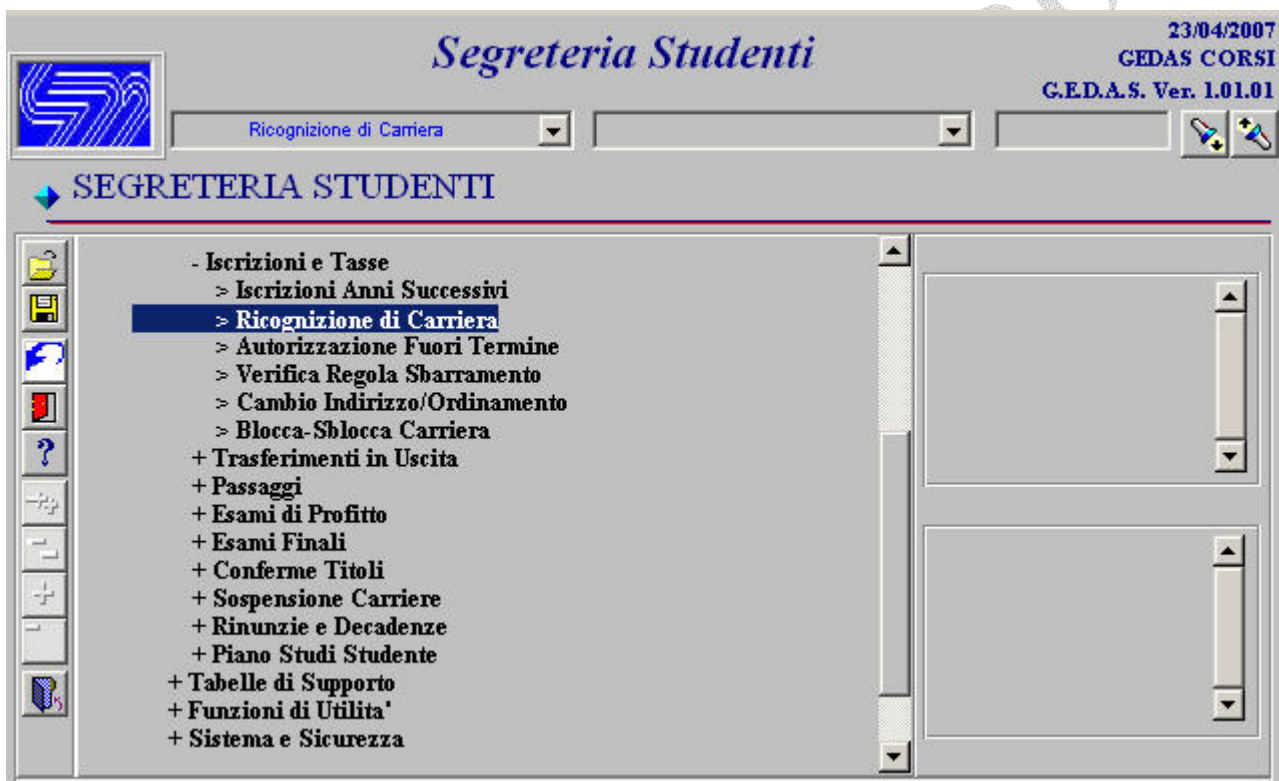 Segreteria Studenti
23/04/2007
GEDAS CORSI
G.E.D.A.S. Ver. 1.01.01
Ricognizione di Carriera
SEGRETERIA STUDENTI
- Iscrizioni e Tasse
> Iscrizioni Anni Successivi
> Ricognizione di Carriera
> Autorizzazione Fuori Termine
> Verifica Regola Sbarramento
> Cambio Indirizzo/Ordinamento
> Blocca-Sblocca Carriera
+ Trasferimenti in Uscita
+ Passaggi
+ Esami di Profitto
+ Esami Finali
+ Conferme Titoli
+ Sospensione Carriere
+ Rinunzie e Decadenze
+ Piano Studi Studente
+ Tabelle di Supporto
+ Funzioni di Utilita'
+ Sistema e Sicurezza